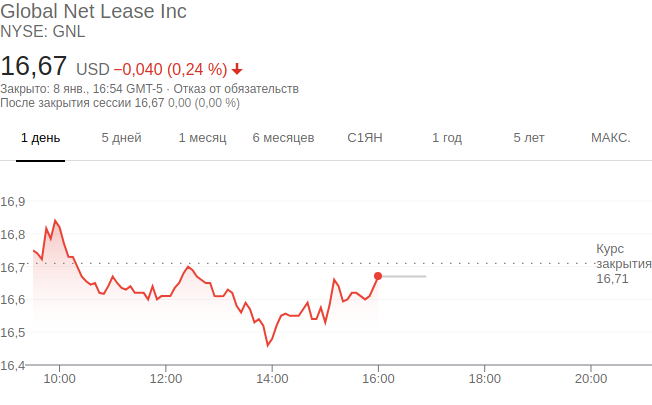 Global Net Lease Inc
NYSE: GNL
16,67 USD −0,040 (0,24 %)
Закрыто: 8 янв., 16:54 GMT-5 · Отказ от обязательств
После закрытия сессии 16,67 0,00 (0,00 %)
1 день 5 дней 1 месяц 6 месяцев С1ЯН 1 год 5 лет МАКС.
16,9
16,8
16,7
16,6
16,5
16,4
Курс
закрытия
16,71
10:00 12:00 14:00 16:00 18:00 20:00